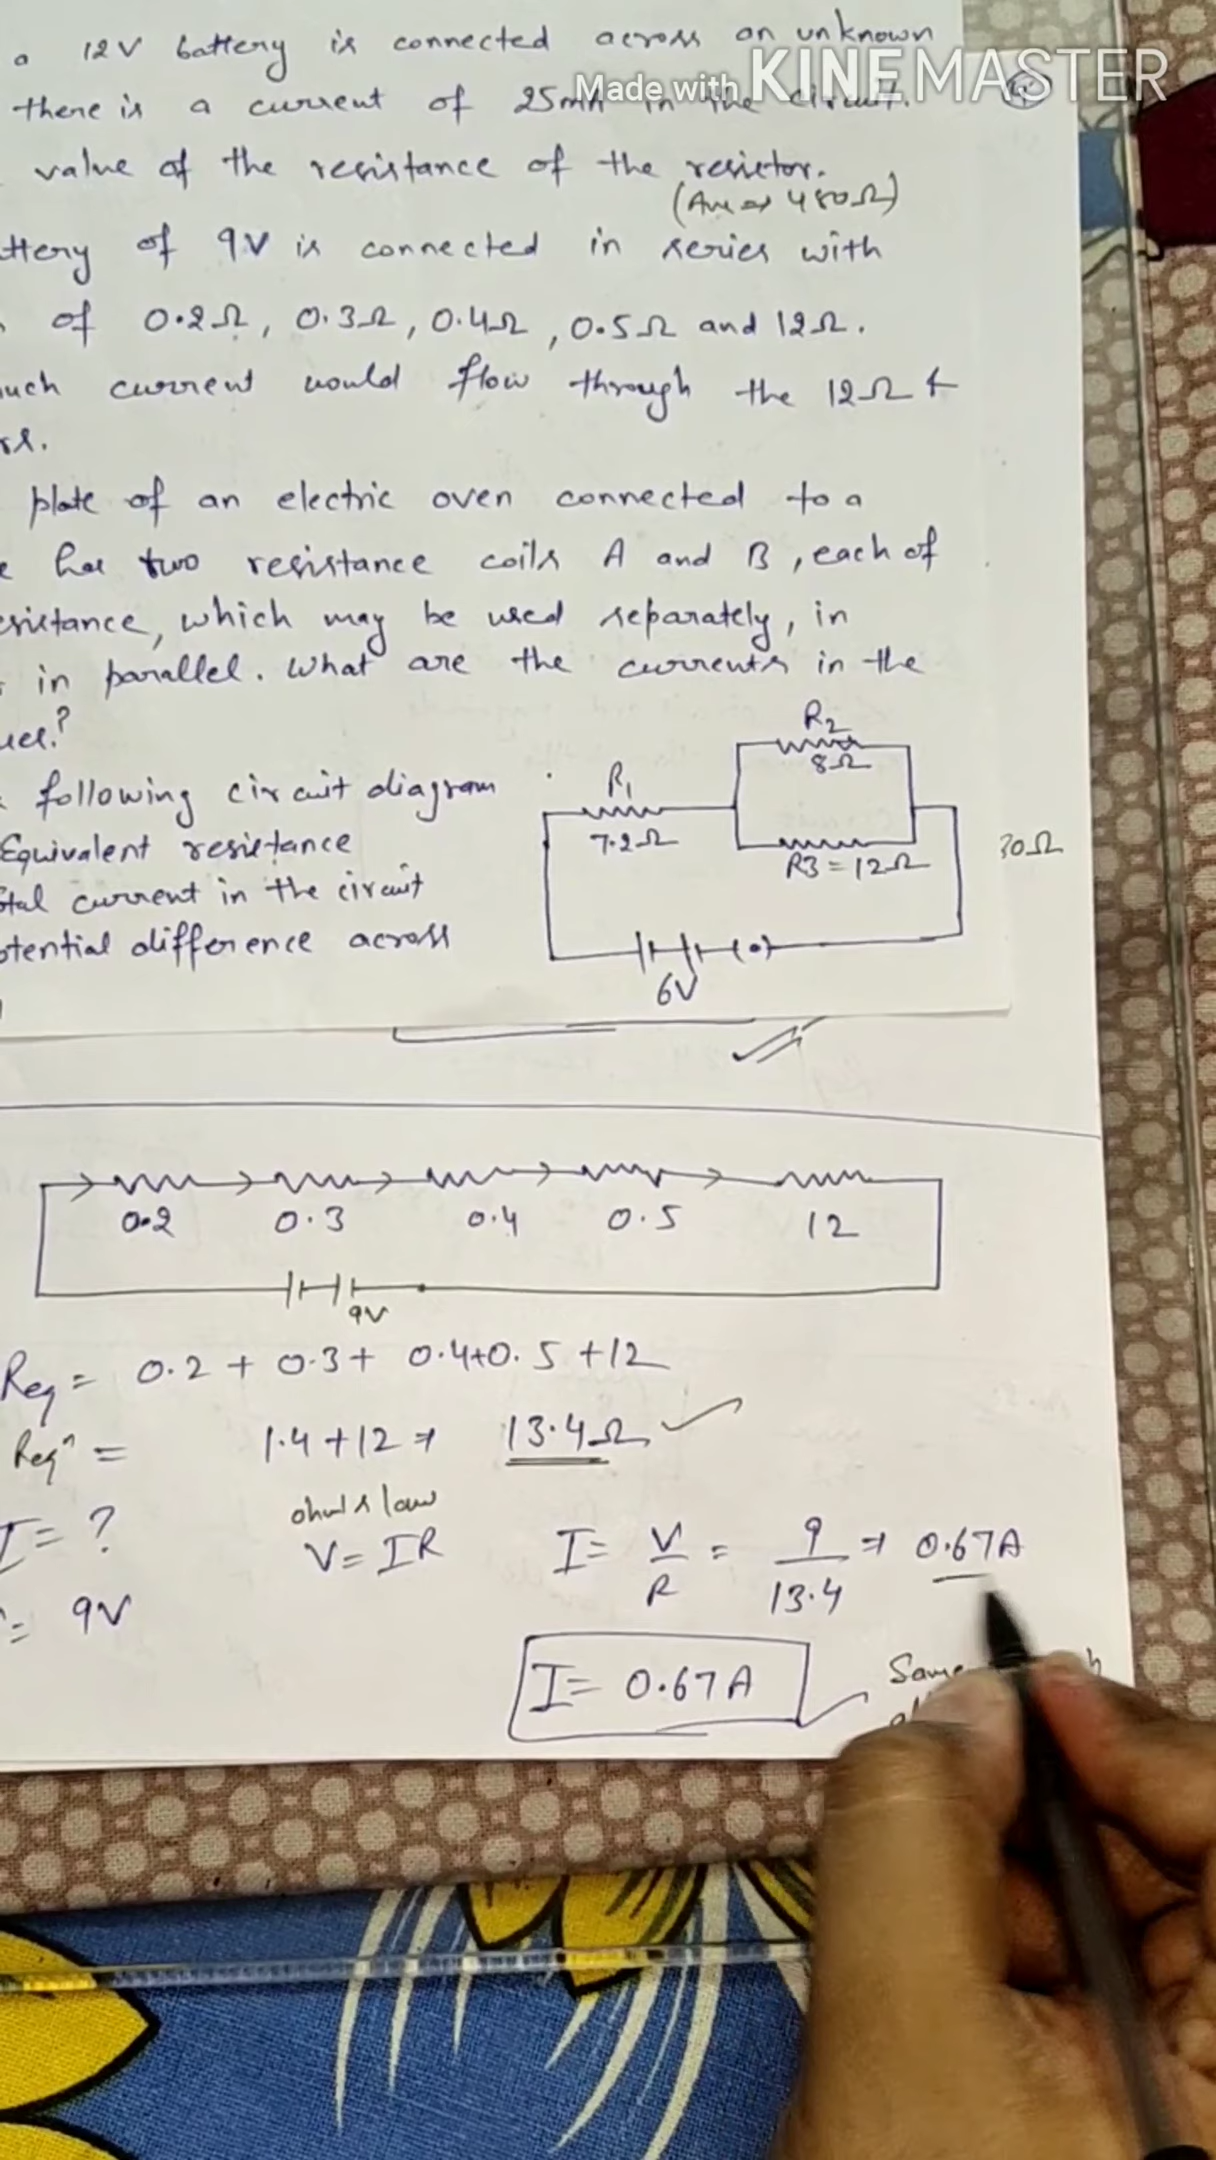 a 12V battery is connected across an unknown
Made with KINEMASTER
there is a current of 25mA in the circuit.
value of the resistance of the resistor.
(Ans => 480Ω)
ttery of 9V is connected in series with
of 0.2Ω, 0.3Ω, 0.4Ω, 0.5Ω and 12Ω.
uch current would flow through the 12Ω
plate of an electric oven connected to a
has two resistance coils A and B, each of
esistance, which may be used separately, in
in parallel. What are the currents in the
?
following circuit diagram
Equivalent resistance
otal current in the circuit
otential difference across
R1
7.2Ω
R2
8Ω
R3 = 12Ω
6V
30Ω
0.2 0.3 0.4 0.5 12
9V
Req = 0.2 + 0.3 + 0.4+0.5 +12
Req = 1.4+12 => 13.4Ω
I = ?
ohm's law
V= IR I= V/R = 9/13.4 => 0.67A
= 9V
I= 0.67A
Same